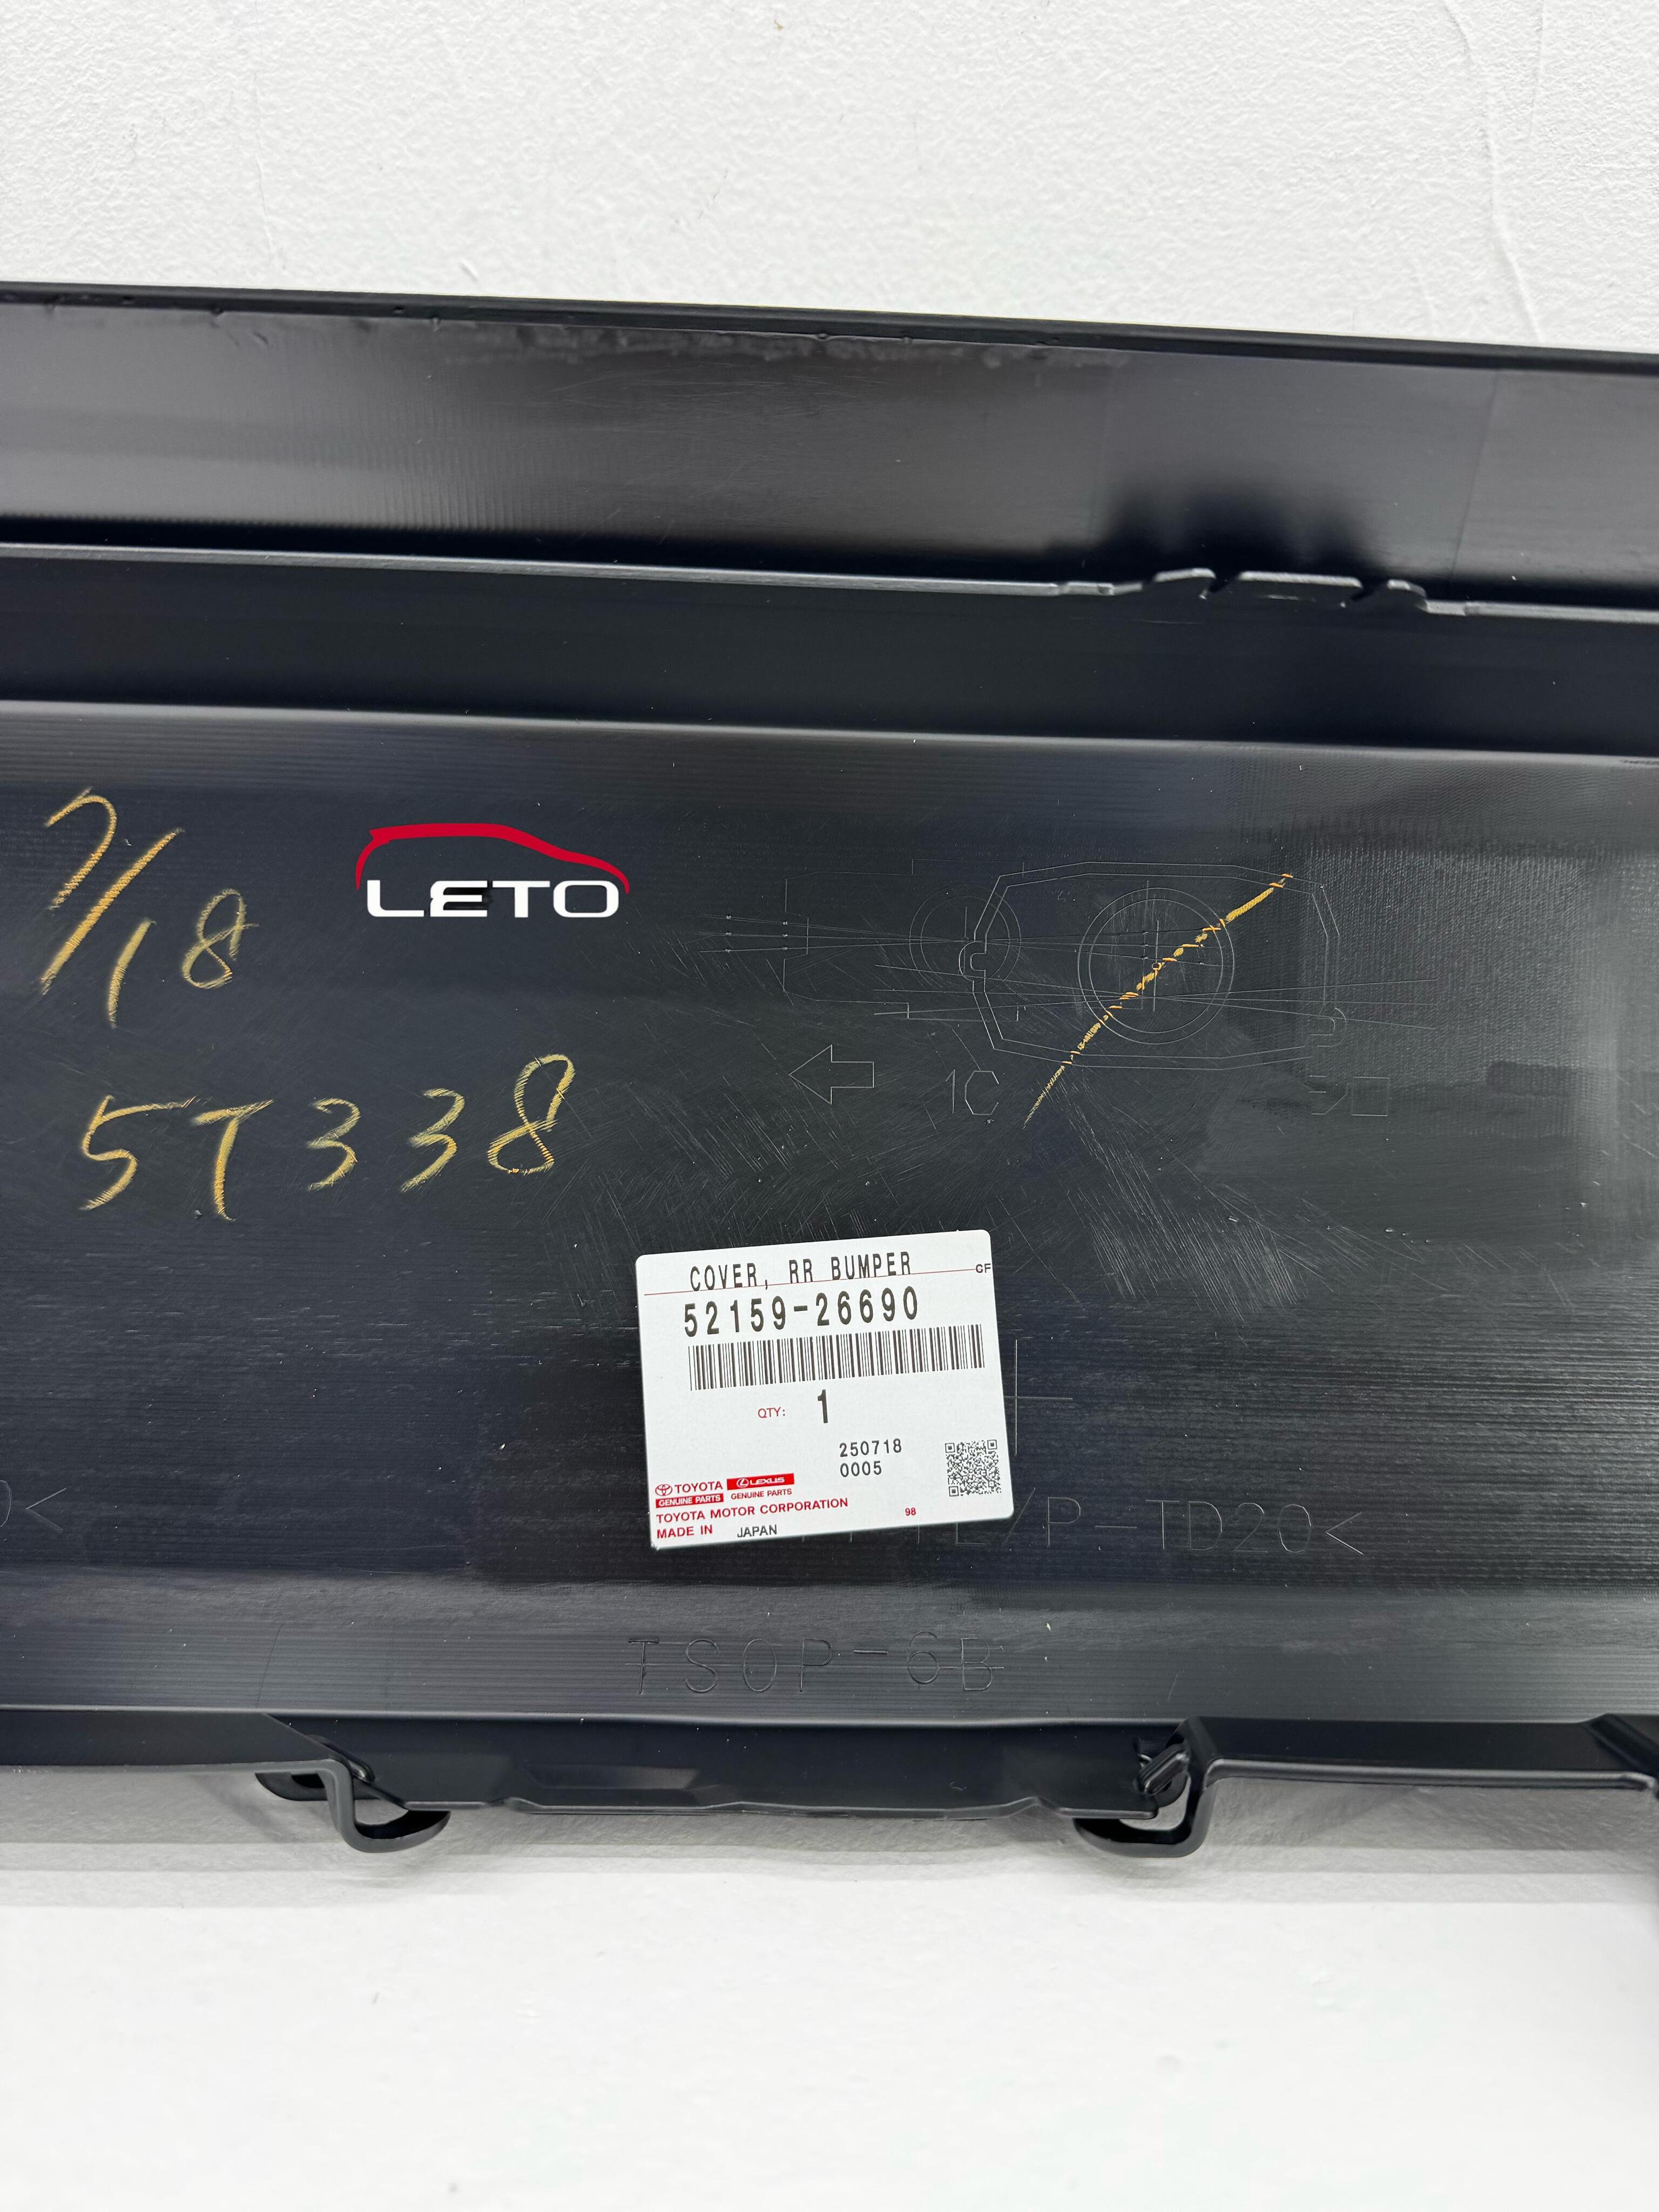 7/18
LETO
57338
1C
COVER, RR BUMPER
CF
52159-26690
QTY: 1
250718
0005
TOYOTA
GENUINE PARTS
LEXUS
GENUINE PARTS
TOYOTA MOTOR CORPORATION
98
MADE IN JAPAN
E/P TD20<
TSOP-6B